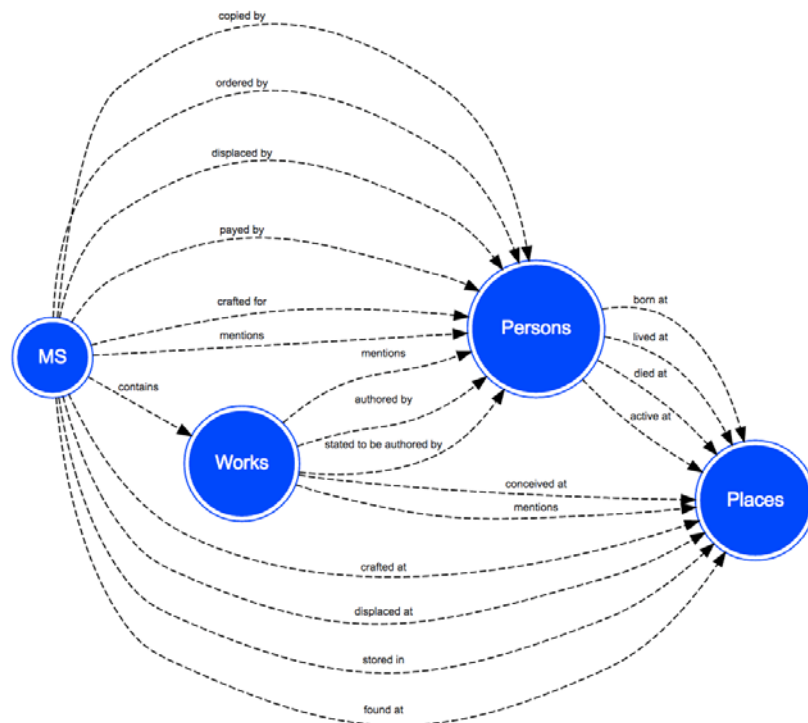 copied by
ordered by
displaced by
payed by
crafted for
mentions
MS
contains
Persons
born at
lived at
died at
active at
mentions
authored by
stated to be authored by
Works
conceived at
mentions
Places
crafted at
displaced at
stored in
found at